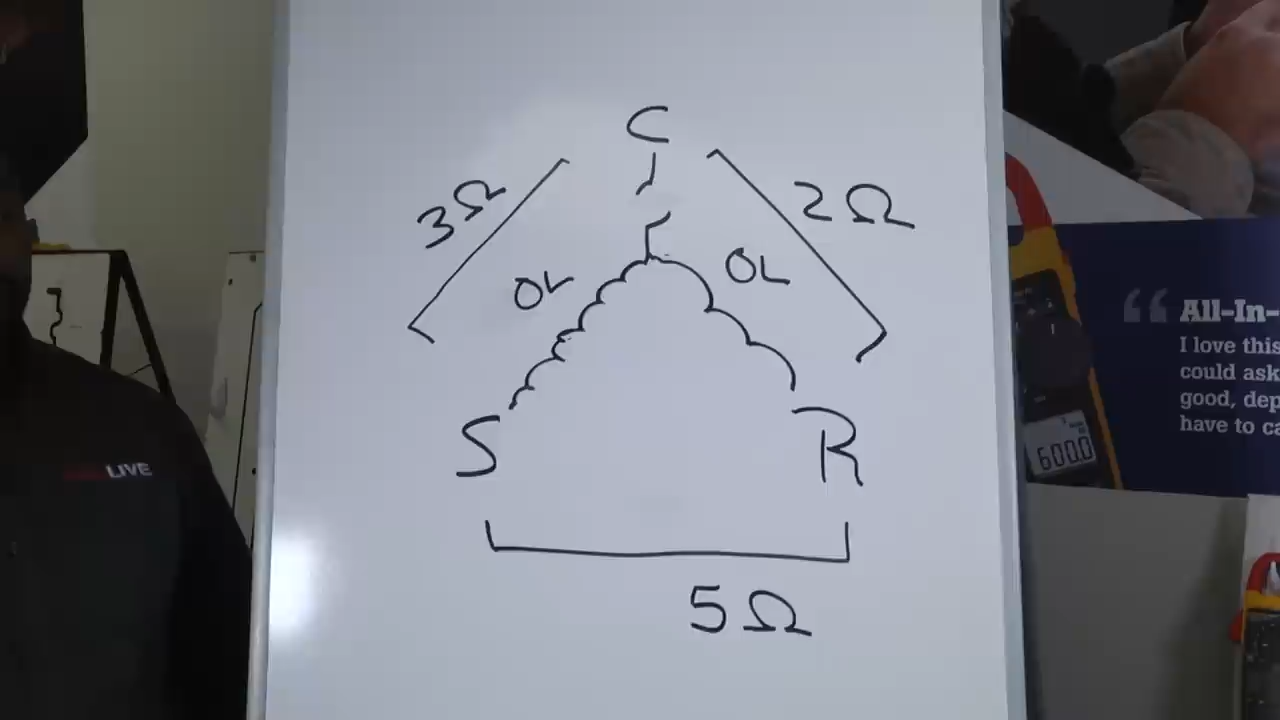 C
3Ω
2Ω
OL
OL
S
R
5Ω
LIVE
“ All-In-
I love this
could ask
good, dep
have to ca
600.0